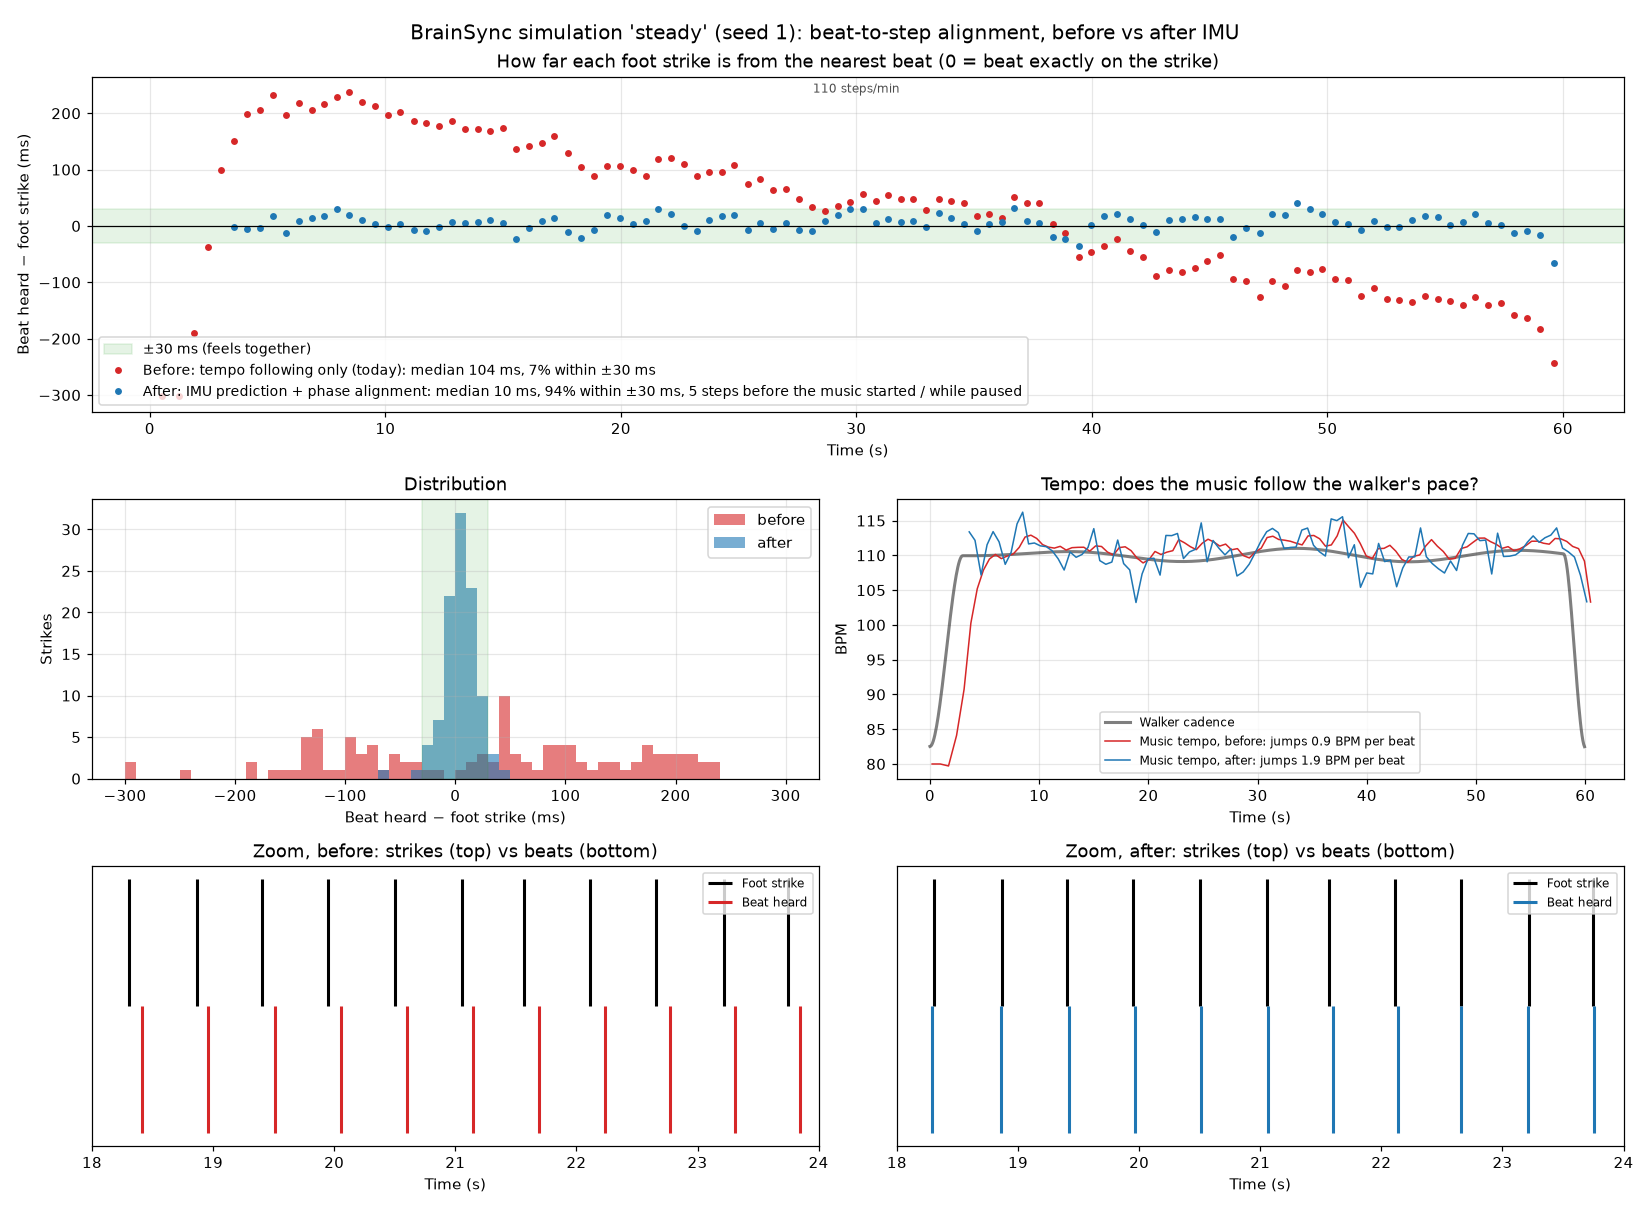 BrainSync simulation 'steady' (seed 1): beat-to-step alignment, before vs after IMU
How far each foot strike is from the nearest beat (0 = beat exactly on the strike)
110 steps/min
Beat heard − foot strike (ms)
200
100
0
−100
−200
−300
±30 ms (feels together)
Before: tempo following only (today): median 104 ms, 7% within ±30 ms
After: IMU prediction + phase alignment: median 10 ms, 94% within ±30 ms, 5 steps before the music started / while paused
0 10 20 30 40 50 60
Time (s)
Distribution
Strikes
30
25
20
15
10
5
0
before
after
−300 −200 −100 0 100 200 300
Beat heard − foot strike (ms)
Tempo: does the music follow the walker's pace?
BPM
115
110
105
100
95
90
85
80
Walker cadence
Music tempo, before: jumps 0.9 BPM per beat
Music tempo, after: jumps 1.9 BPM per beat
0 10 20 30 40 50 60
Time (s)
Zoom, before: strikes (top) vs beats (bottom)
Foot strike
Beat heard
18 19 20 21 22 23 24
Time (s)
Zoom, after: strikes (top) vs beats (bottom)
Foot strike
Beat heard
18 19 20 21 22 23 24
Time (s)